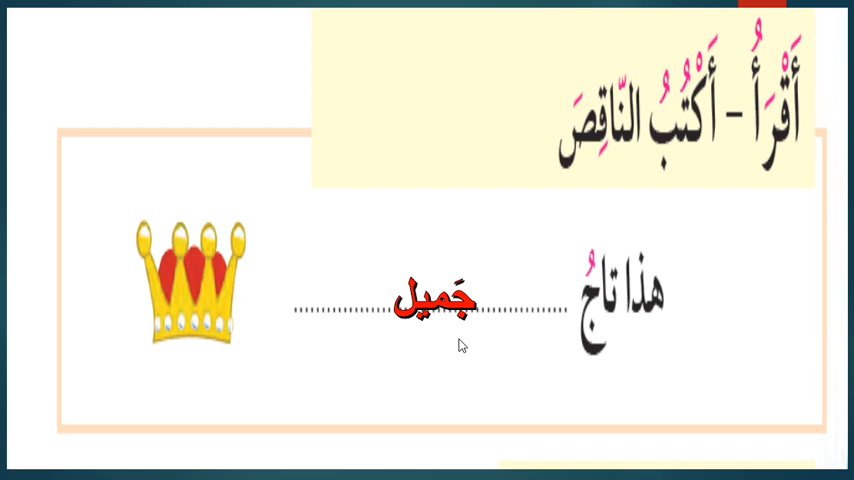 أَقْرَأُ – أَكْتُبُ النّاقِصَ
هذا تاجُ ........ جَميل ........